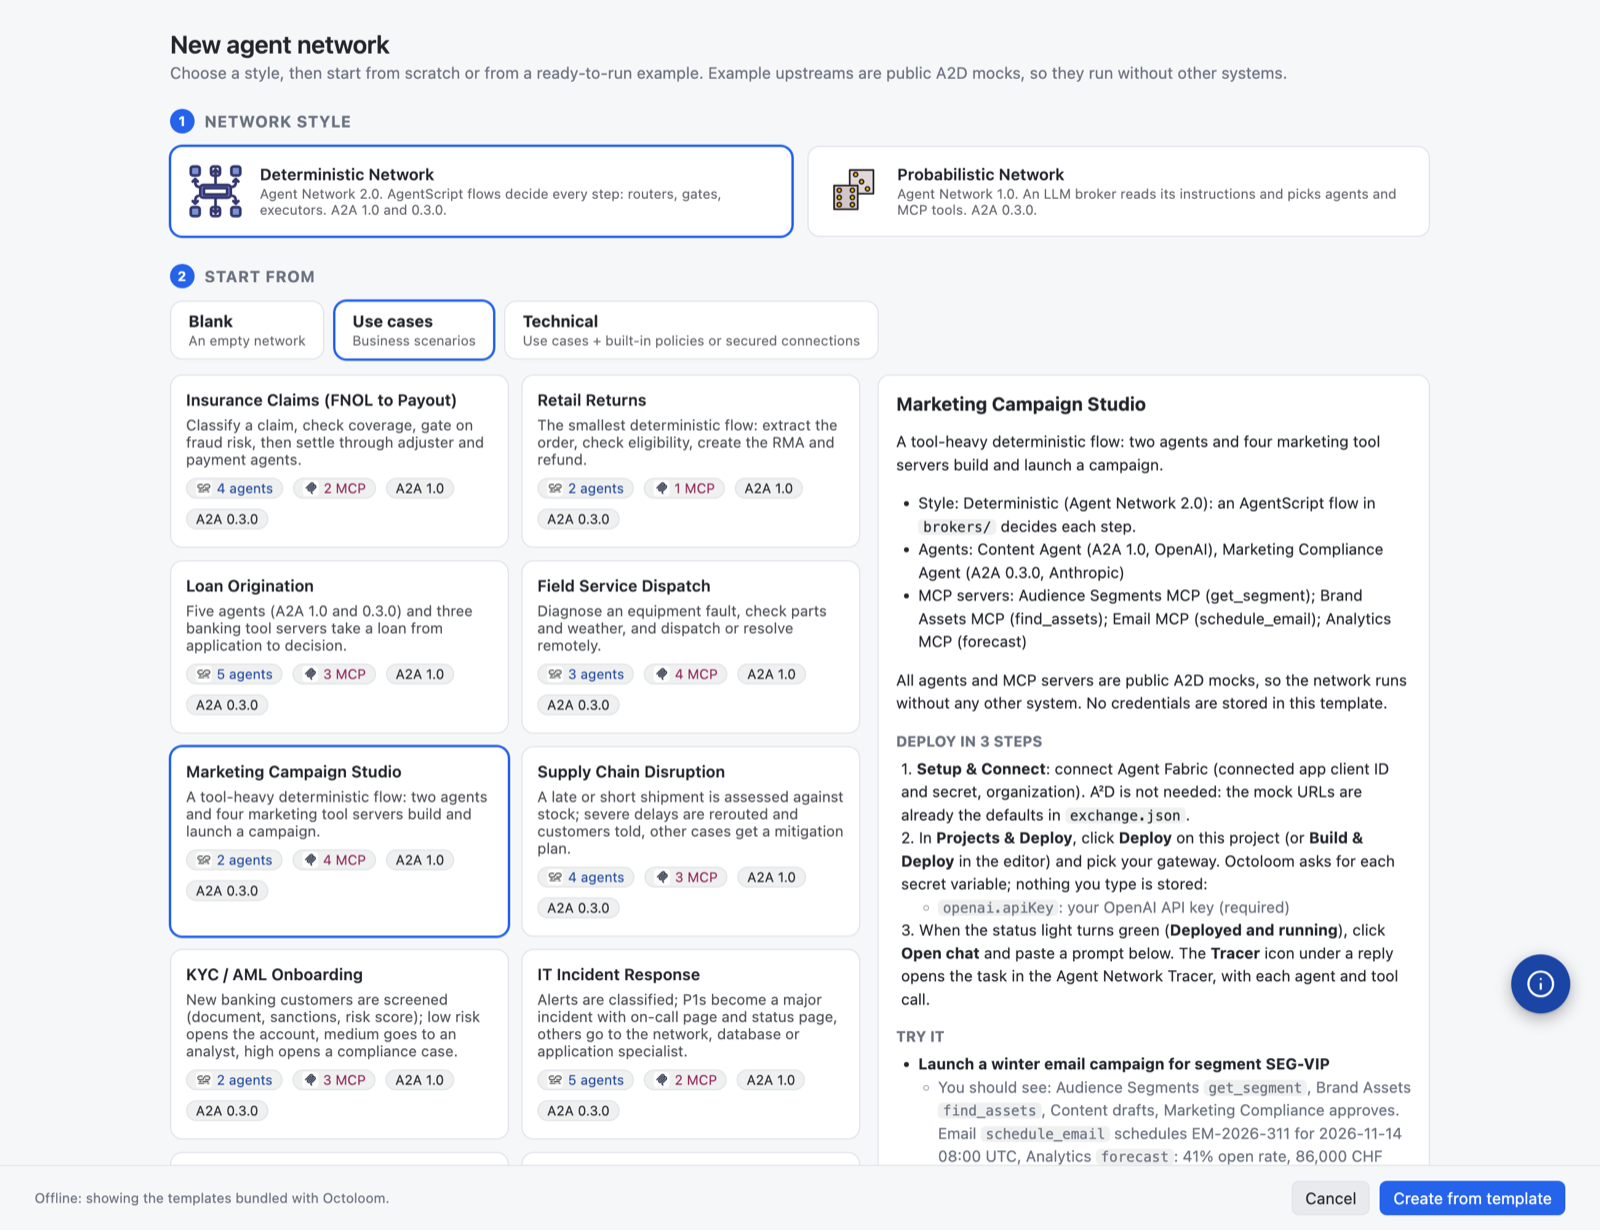 New agent network
Choose a style, then start from scratch or from a ready-to-run example. Example upstreams are public A2D mocks, so they run without other systems.
1 NETWORK STYLE
Deterministic Network
Agent Network 2.0. AgentScript flows decide every step: routers, gates,
executors. A2A 1.0 and 0.3.0.
Probabilistic Network
Agent Network 1.0. An LLM broker reads its instructions and picks agents and
MCP tools. A2A 0.3.0.
2 START FROM
Blank
An empty network
Use cases
Business scenarios
Technical
Use cases + built-in policies or secured connections
Insurance Claims (FNOL to Payout)
Classify a claim, check coverage, gate on
fraud risk, then settle through adjuster and
payment agents.
4 agents 2 MCP A2A 1.0
A2A 0.3.0
Retail Returns
The smallest deterministic flow: extract the
order, check eligibility, create the RMA and
refund.
2 agents 1 MCP A2A 1.0
A2A 0.3.0
Loan Origination
Five agents (A2A 1.0 and 0.3.0) and three
banking tool servers take a loan from
application to decision.
5 agents 3 MCP A2A 1.0
A2A 0.3.0
Field Service Dispatch
Diagnose an equipment fault, check parts
and weather, and dispatch or resolve
remotely.
3 agents 4 MCP A2A 1.0
A2A 0.3.0
Marketing Campaign Studio
A tool-heavy deterministic flow: two agents
and four marketing tool servers build and
launch a campaign.
2 agents 4 MCP A2A 1.0
A2A 0.3.0
Supply Chain Disruption
A late or short shipment is assessed against
stock; severe delays are rerouted and
customers told, other cases get a mitigation
plan.
4 agents 3 MCP A2A 1.0
A2A 0.3.0
KYC / AML Onboarding
New banking customers are screened
(document, sanctions, risk score); low risk
opens the account, medium goes to an
analyst, high opens a compliance case.
2 agents 3 MCP A2A 1.0
A2A 0.3.0
IT Incident Response
Alerts are classified; P1s become a major
incident with on-call page and status page,
others go to the network, database or
application specialist.
5 agents 2 MCP A2A 1.0
A2A 0.3.0
Marketing Campaign Studio
A tool-heavy deterministic flow: two agents and four marketing tool
servers build and launch a campaign.
• Style: Deterministic (Agent Network 2.0): an AgentScript flow in
brokers/ decides each step.
• Agents: Content Agent (A2A 1.0, OpenAI), Marketing Compliance
Agent (A2A 0.3.0, Anthropic)
• MCP servers: Audience Segments MCP (get_segment); Brand
Assets MCP (find_assets); Email MCP (schedule_email); Analytics
MCP (forecast)
All agents and MCP servers are public A2D mocks, so the network runs
without any other system. No credentials are stored in this template.
DEPLOY IN 3 STEPS
1. Setup & Connect: connect Agent Fabric (connected app client ID
and secret, organization). A²D is not needed: the mock URLs are
already the defaults in exchange.json.
2. In Projects & Deploy, click Deploy on this project (or Build &
Deploy in the editor) and pick your gateway. Octoloom asks for each
secret variable; nothing you type is stored:
◦ openai.apiKey: your OpenAI API key (required)
3. When the status light turns green (Deployed and running), click
Open chat and paste a prompt below. The Tracer icon under a reply
opens the task in the Agent Network Tracer, with each agent and tool
call.
TRY IT
• Launch a winter email campaign for segment SEG-VIP
◦ You should see: Audience Segments get_segment, Brand Assets
find_assets, Content drafts, Marketing Compliance approves.
Email schedule_email schedules EM-2026-311 for 2026-11-14
08:00 UTC, Analytics forecast: 41% open rate, 86,000 CHF
Offline: showing the templates bundled with Octoloom.
Cancel
Create from template